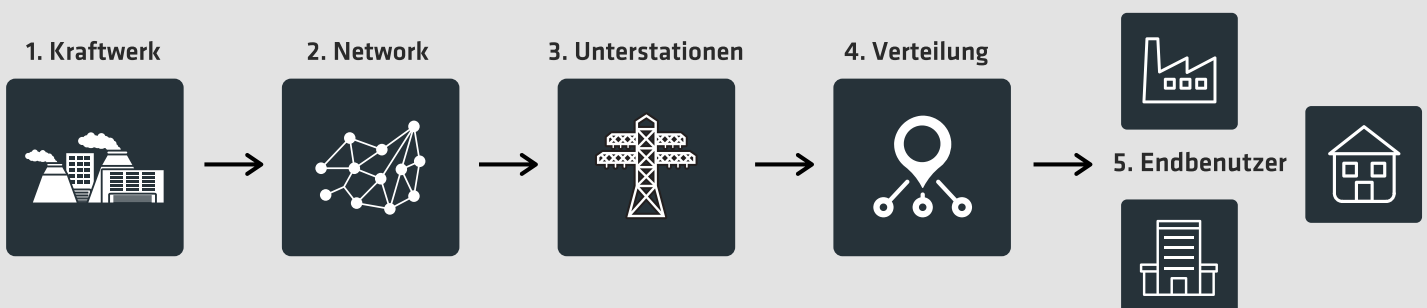 1. Kraftwerk
2. Network
3. Unterstationen
4. Verteilung
5. Endbenutzer